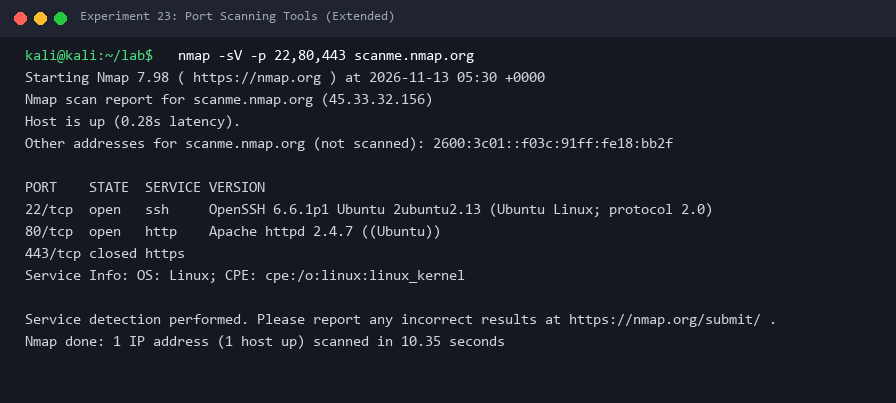 Experiment 23: Port Scanning Tools (Extended)
kali@kali:~/lab$ nmap -sV -p 22,80,443 scanme.nmap.org
Starting Nmap 7.98 ( https://nmap.org ) at 2026-11-13 05:30 +0000
Nmap scan report for scanme.nmap.org (45.33.32.156)
Host is up (0.28s latency).
Other addresses for scanme.nmap.org (not scanned): 2600:3c01::f03c:91ff:fe18:bb2f
PORT    STATE  SERVICE VERSION
22/tcp  open   ssh     OpenSSH 6.6.1p1 Ubuntu 2ubuntu2.13 (Ubuntu Linux; protocol 2.0)
80/tcp  open   http    Apache httpd 2.4.7 ((Ubuntu))
443/tcp closed https
Service Info: OS: Linux; CPE: cpe:/o:linux:linux_kernel
Service detection performed. Please report any incorrect results at https://nmap.org/submit/ .
Nmap done: 1 IP address (1 host up) scanned in 10.35 seconds